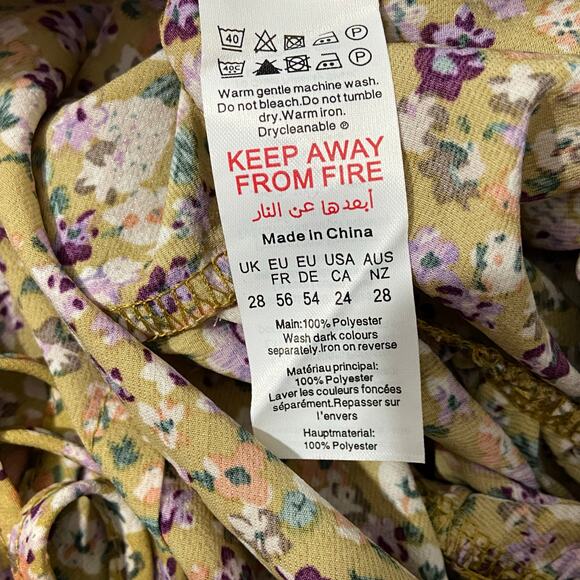 40 P
40C P
Warm gentle machine wash.
Do not bleach.Do not tumble
dry.Warm iron.
Drycleanable ®
KEEP AWAY
FROM FIRE
أبعدها عن النار
Made in China
UK EU EU USA AUS
FR DE CA NZ
28 56 54 24 28
Main:100% Polyester
Wash dark colours
separately.Iron on reverse
Matériau principal:
100% Polyester
Laver les couleurs foncées
séparément.Repasser sur
l'envers
Hauptmaterial:
100% Polyester